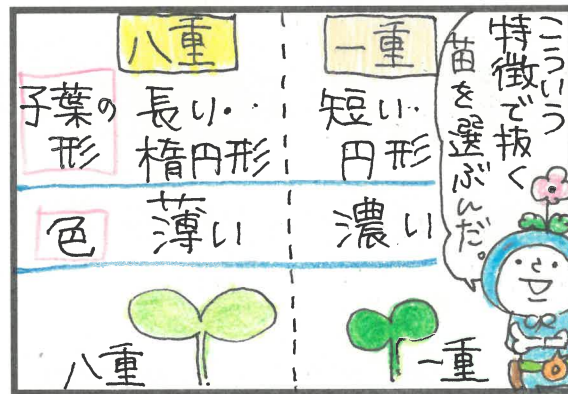 こういう
特徴で抜く
苗を選ぶんだ。
八重
一重
子葉の
形
長い・
楕円形
短い・
円形
色
薄い
濃い
八重
一重